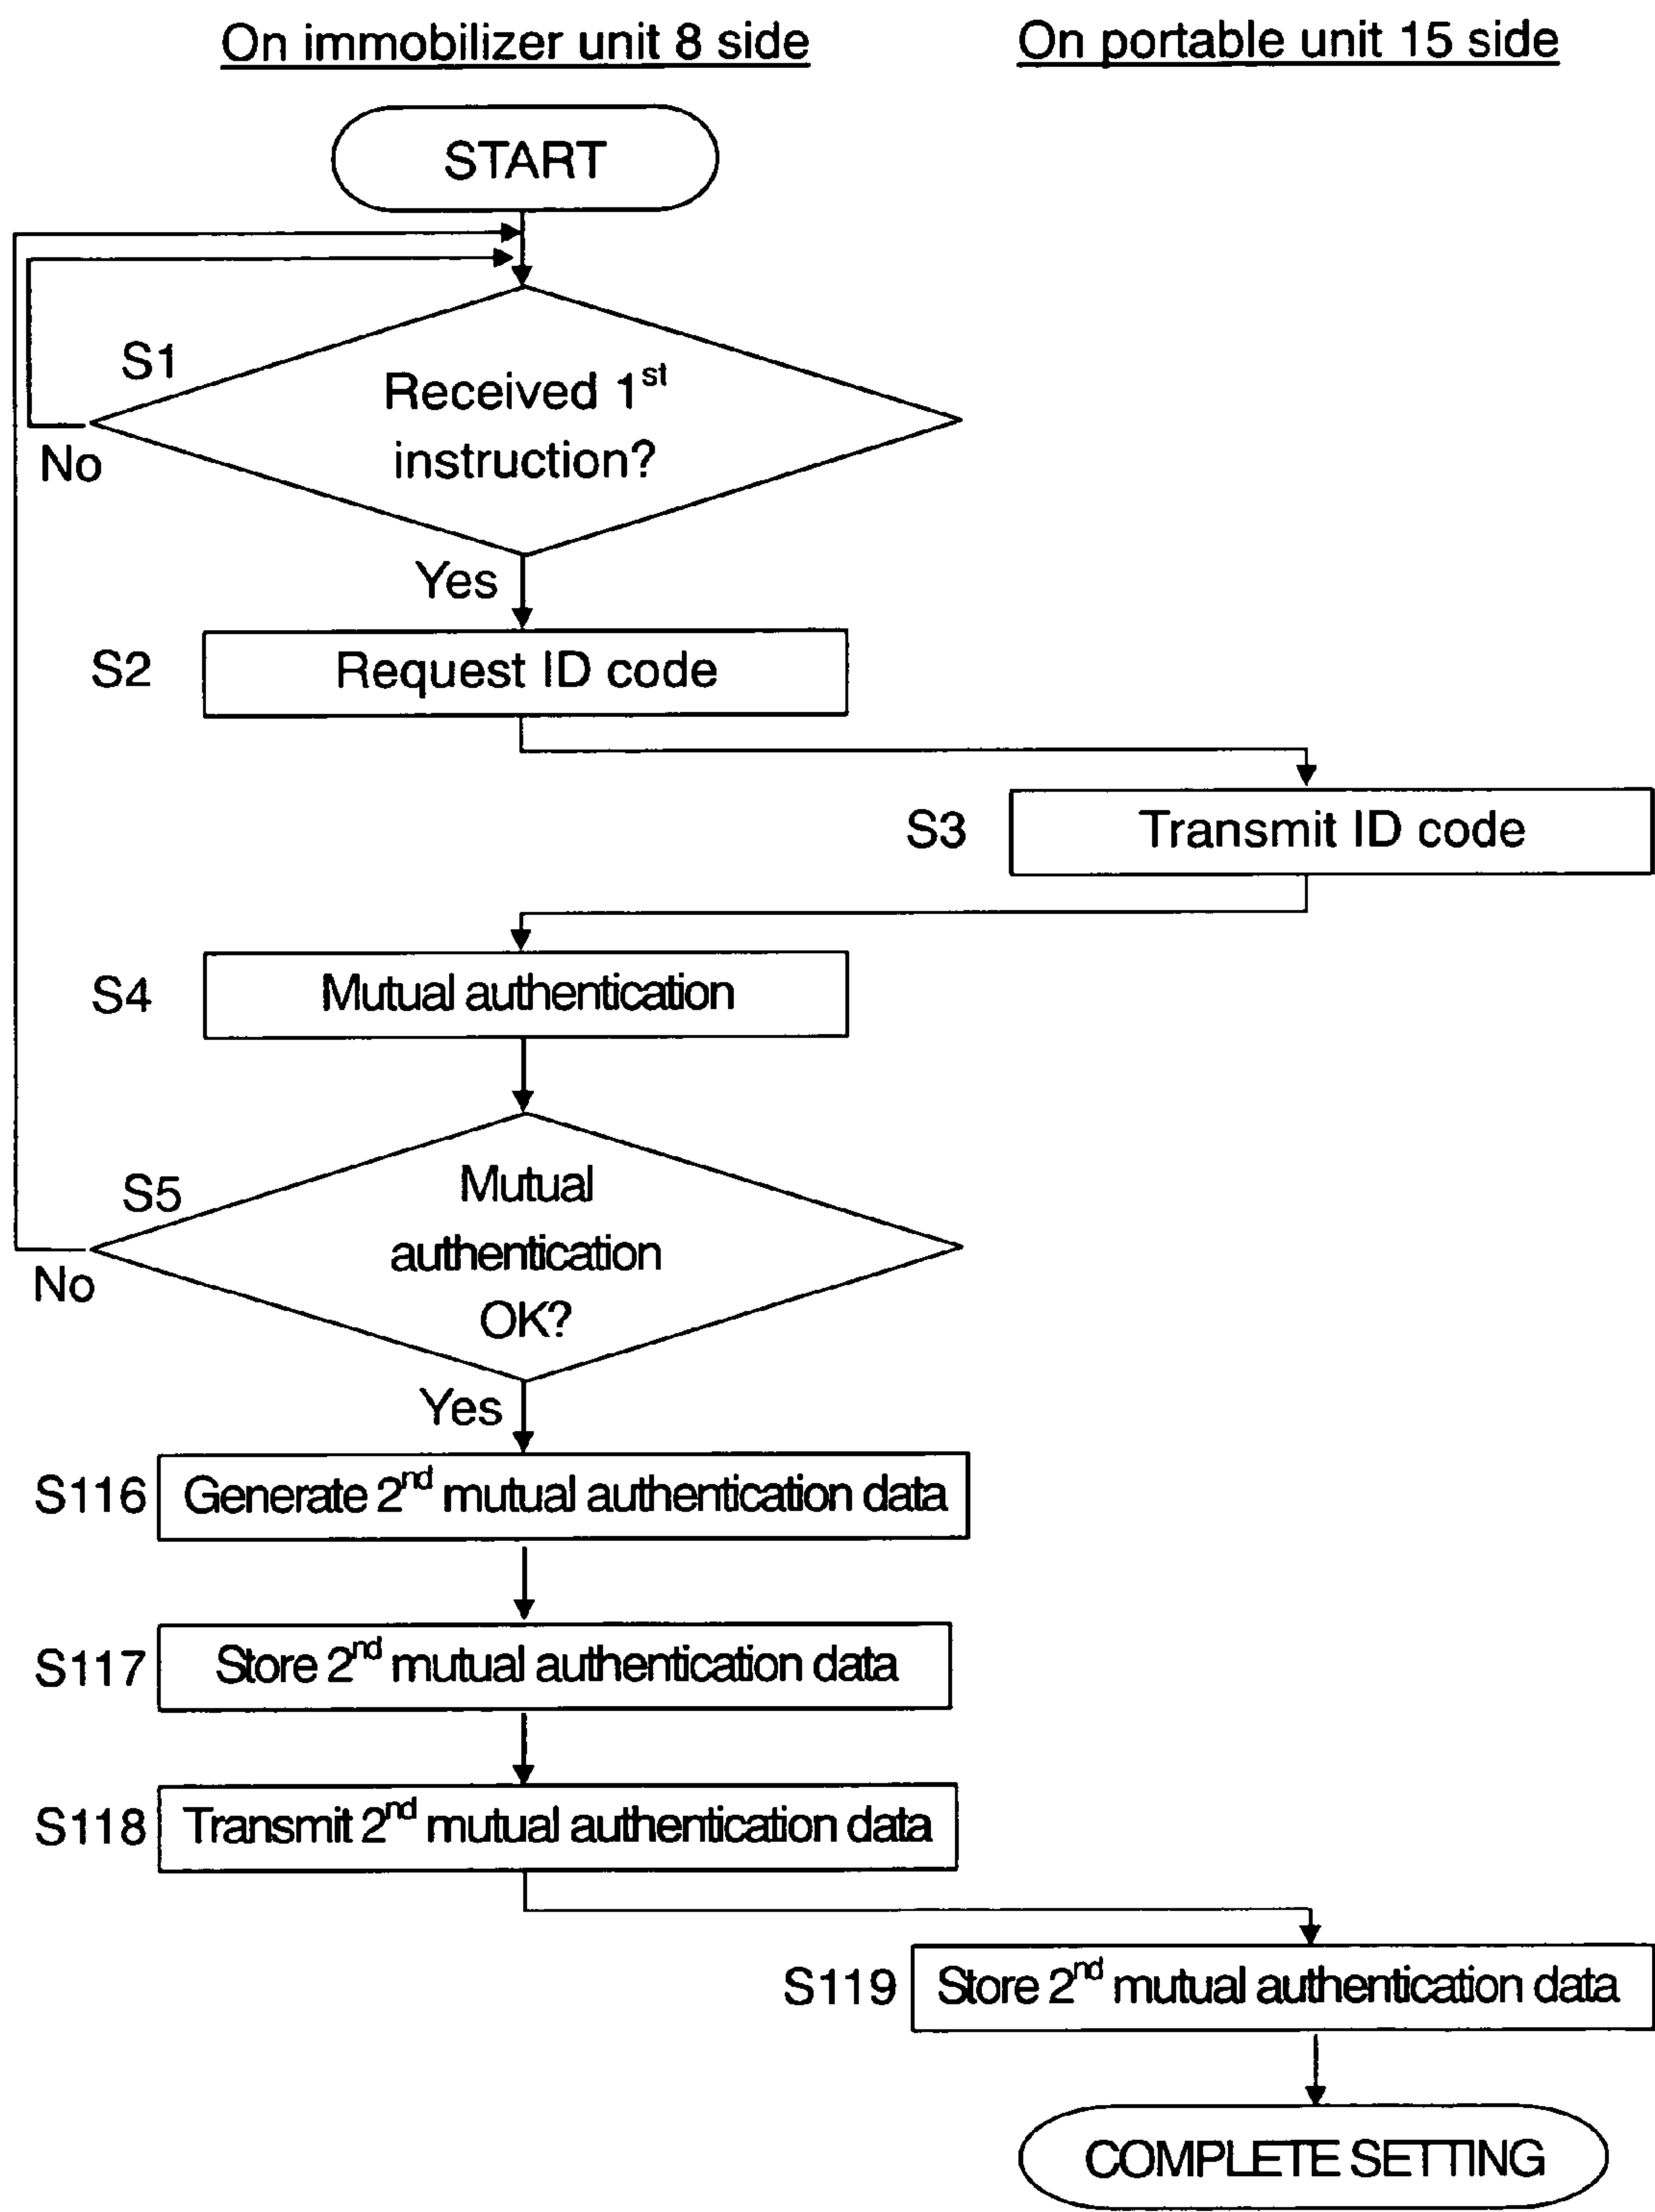 On immobilizer unit 8 side
On portable unit 15 side
START
S1
Received 1st
instruction?
No
Yes
S2
Request ID code
S3
Transmit ID code
S4
Mutual authentication
S5
Mutual
authentication
OK?
No
Yes
S116
Generate 2nd mutual authentication data
S117
Store 2nd mutual authentication data
S118
Transmit 2nd mutual authentication data
S119
Store 2nd mutual authentication data
COMPLETE SETTING